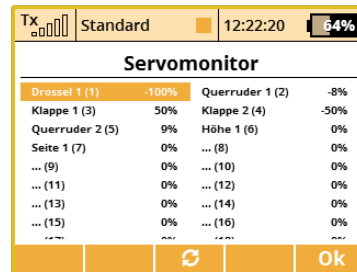 Tx Standard 12:22:20 64%
Servomonitor
Drossel 1 (1) -100% Querruder 1 (2) -8%
Klappe 1 (3) 50% Klappe 2 (4) -50%
Querruder 2 (5) 9% Höhe 1 (6) 0%
Seite 1 (7) 0% ... (8) 0%
... (9) 0% ... (10) 0%
... (11) 0% ... (12) 0%
... (13) 0% ... (14) 0%
... (15) 0% ... (16) 0%
Ok